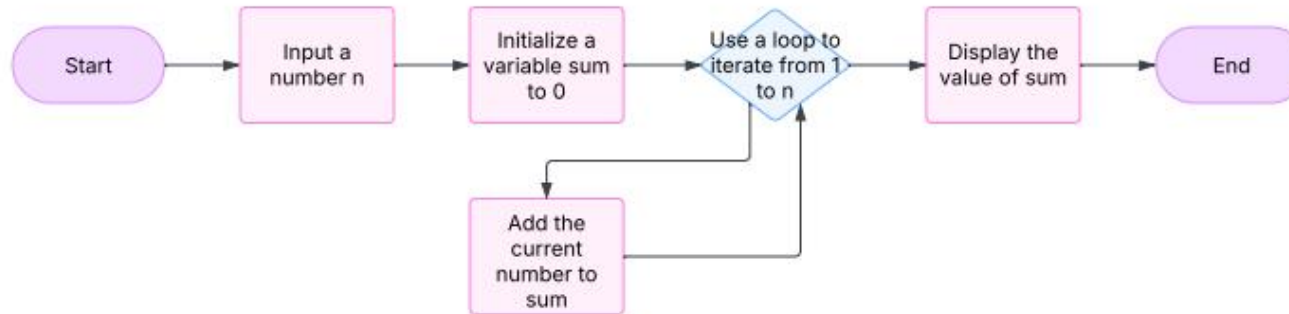 Start
Input a
number n
Initialize a
variable sum
to 0
Use a loop to
iterate from 1
to n
Display the
value of sum
End
Add the
current
number to
sum